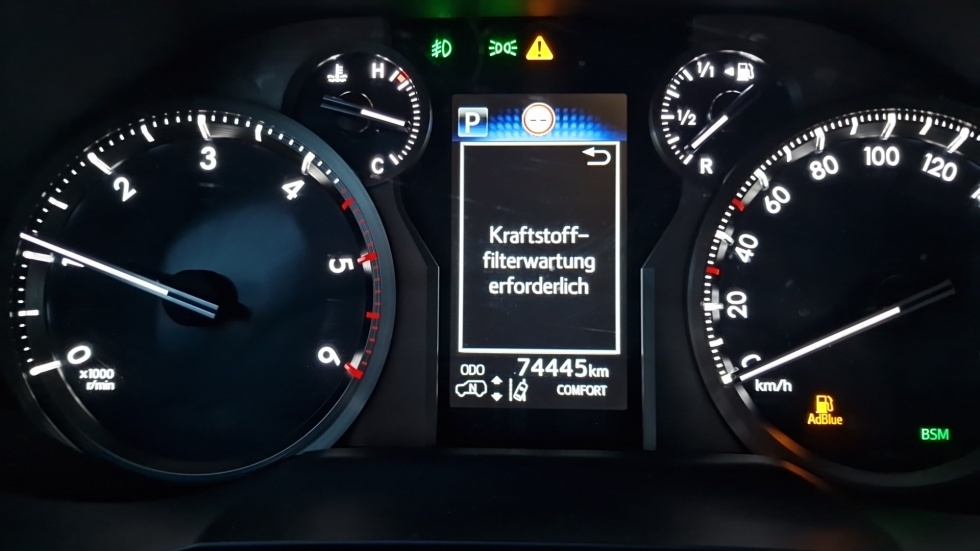 H
C
1/1
1/2
R
0
1
2
3
4
5
6
x1000
r/min
P
--
Kraftstoff-
filterwartung
erforderlich
ODO 74445km
N
COMFORT
0
20
40
60
80
100
120
km/h
AdBlue
BSM